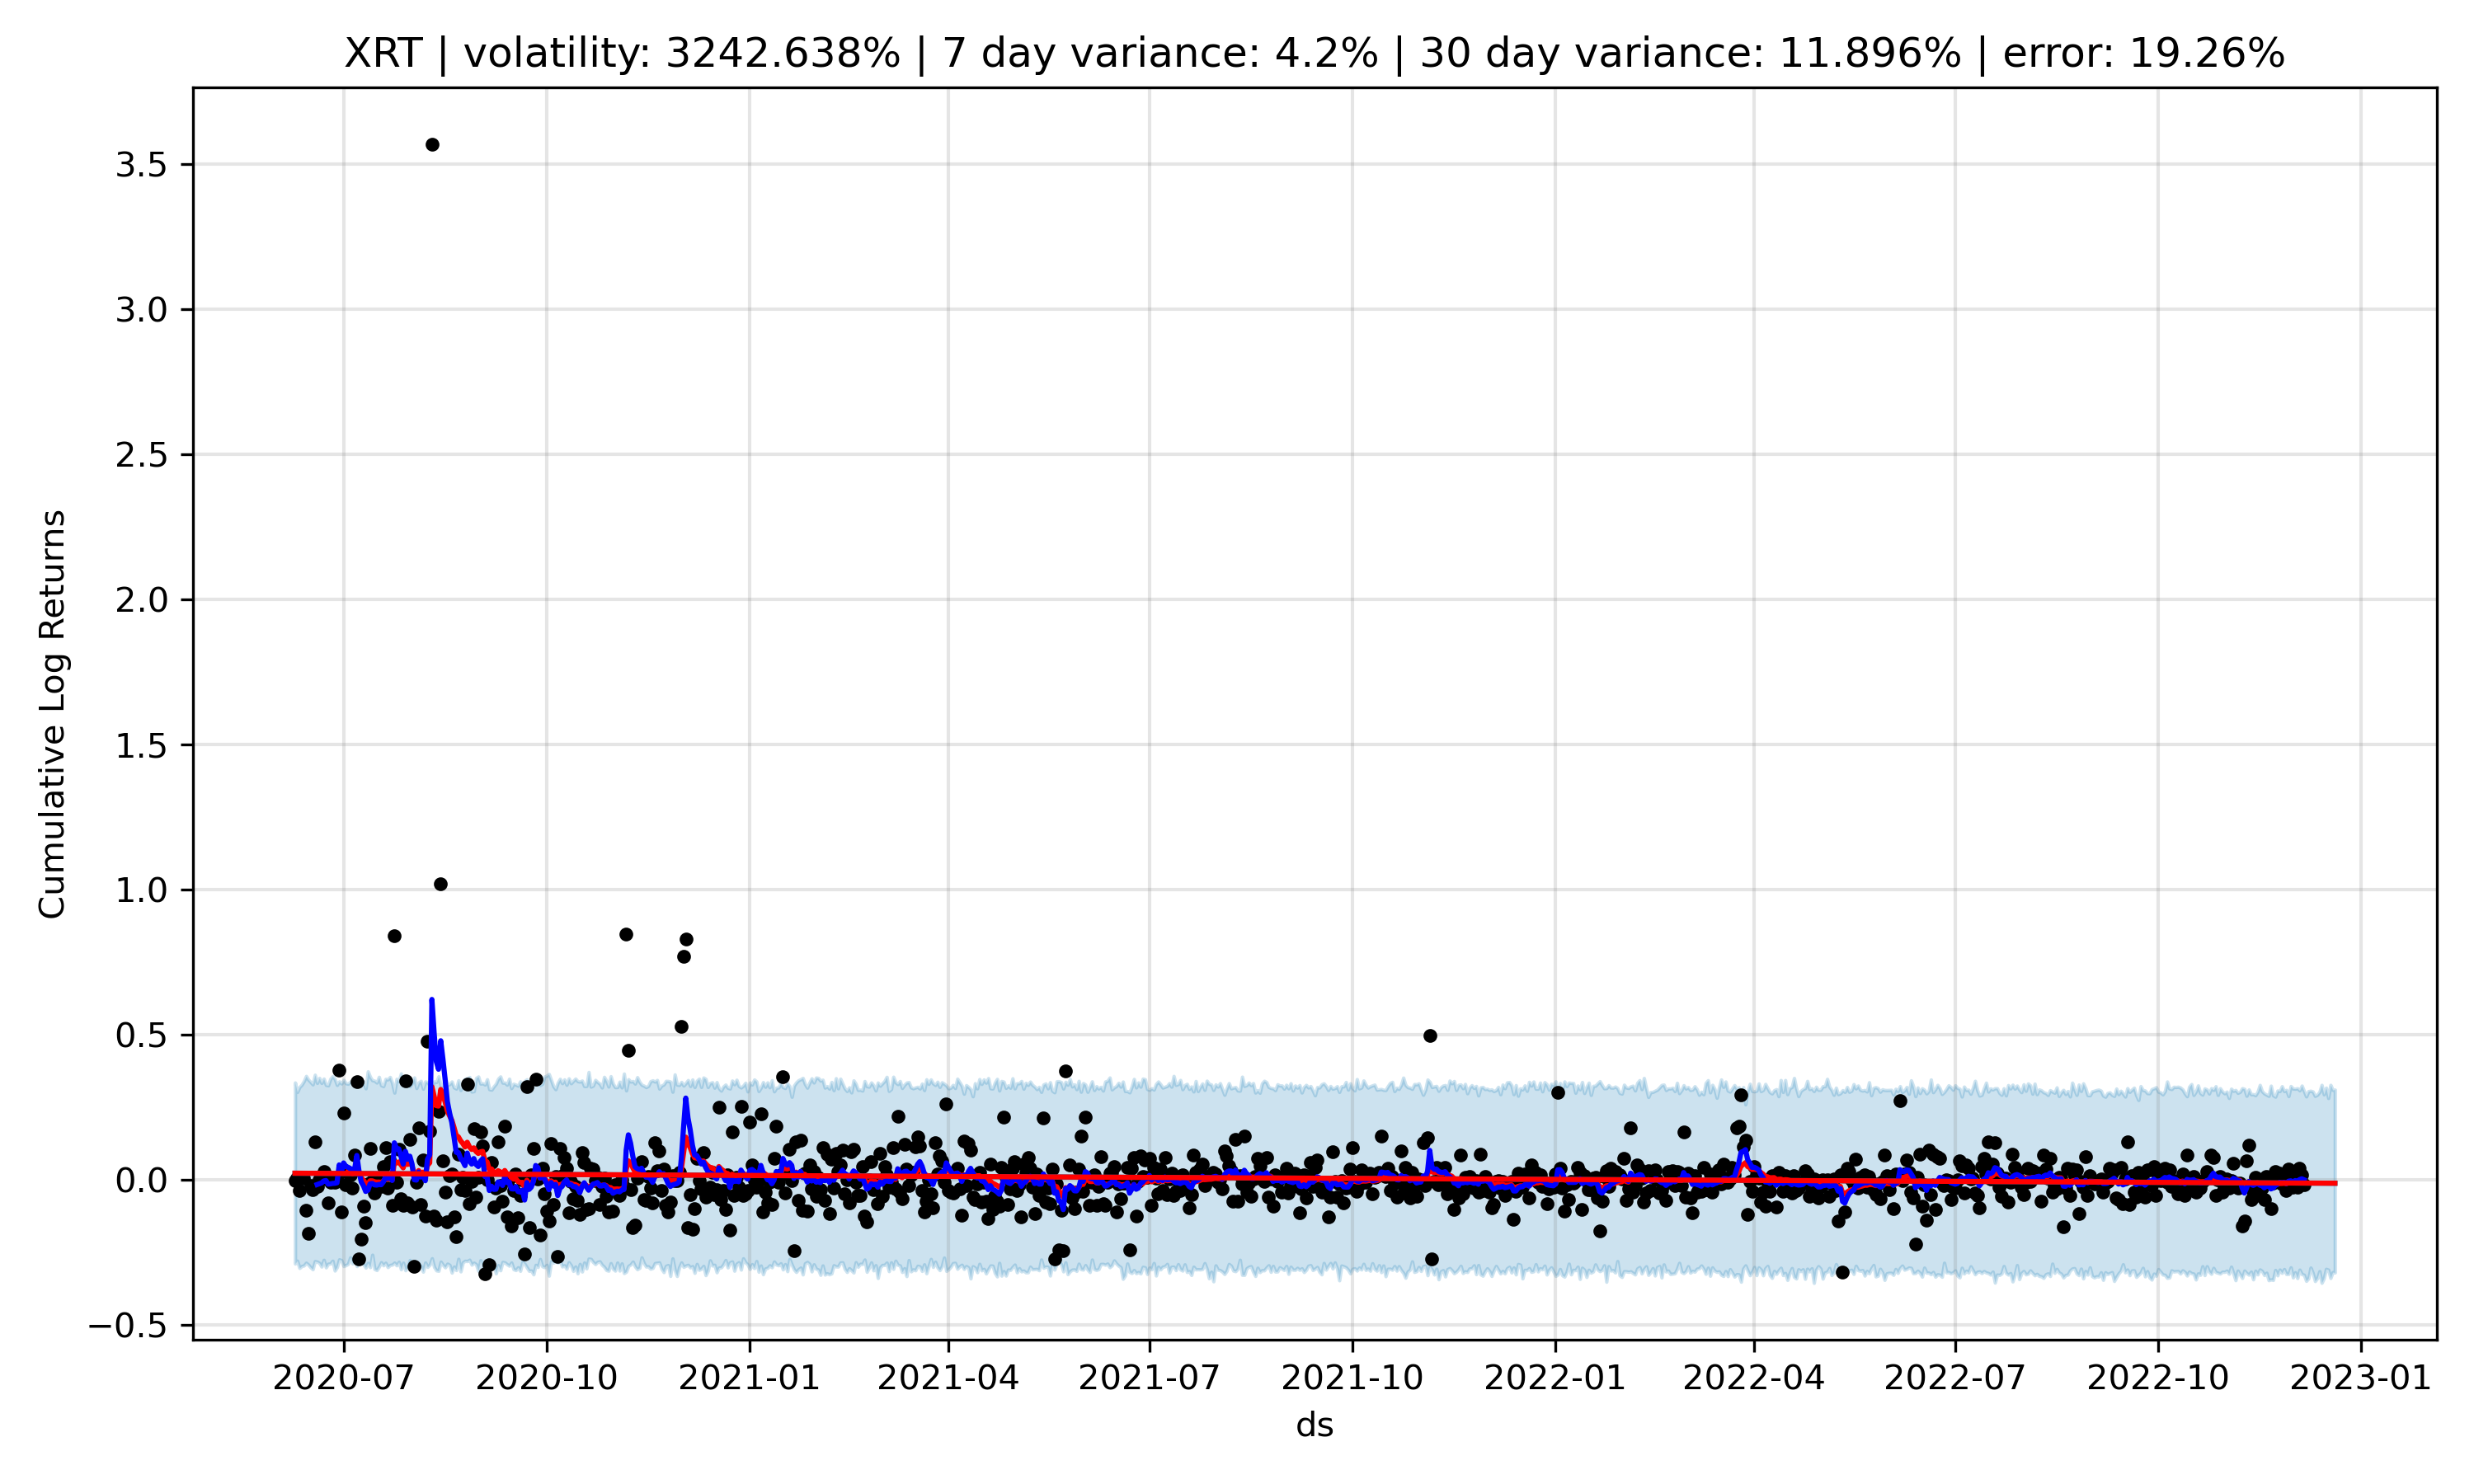 XRT | volatility: 3242.638% | 7 day variance: 4.2% | 30 day variance: 11.896% | error: 19.26%
3.5
3.0
2.5
2.0
1.5
1.0
0.5
0.0
−0.5
Cumulative Log Returns
2020-07 2020-10 2021-01 2021-04 2021-07 2021-10 2022-01 2022-04 2022-07 2022-10 2023-01
ds